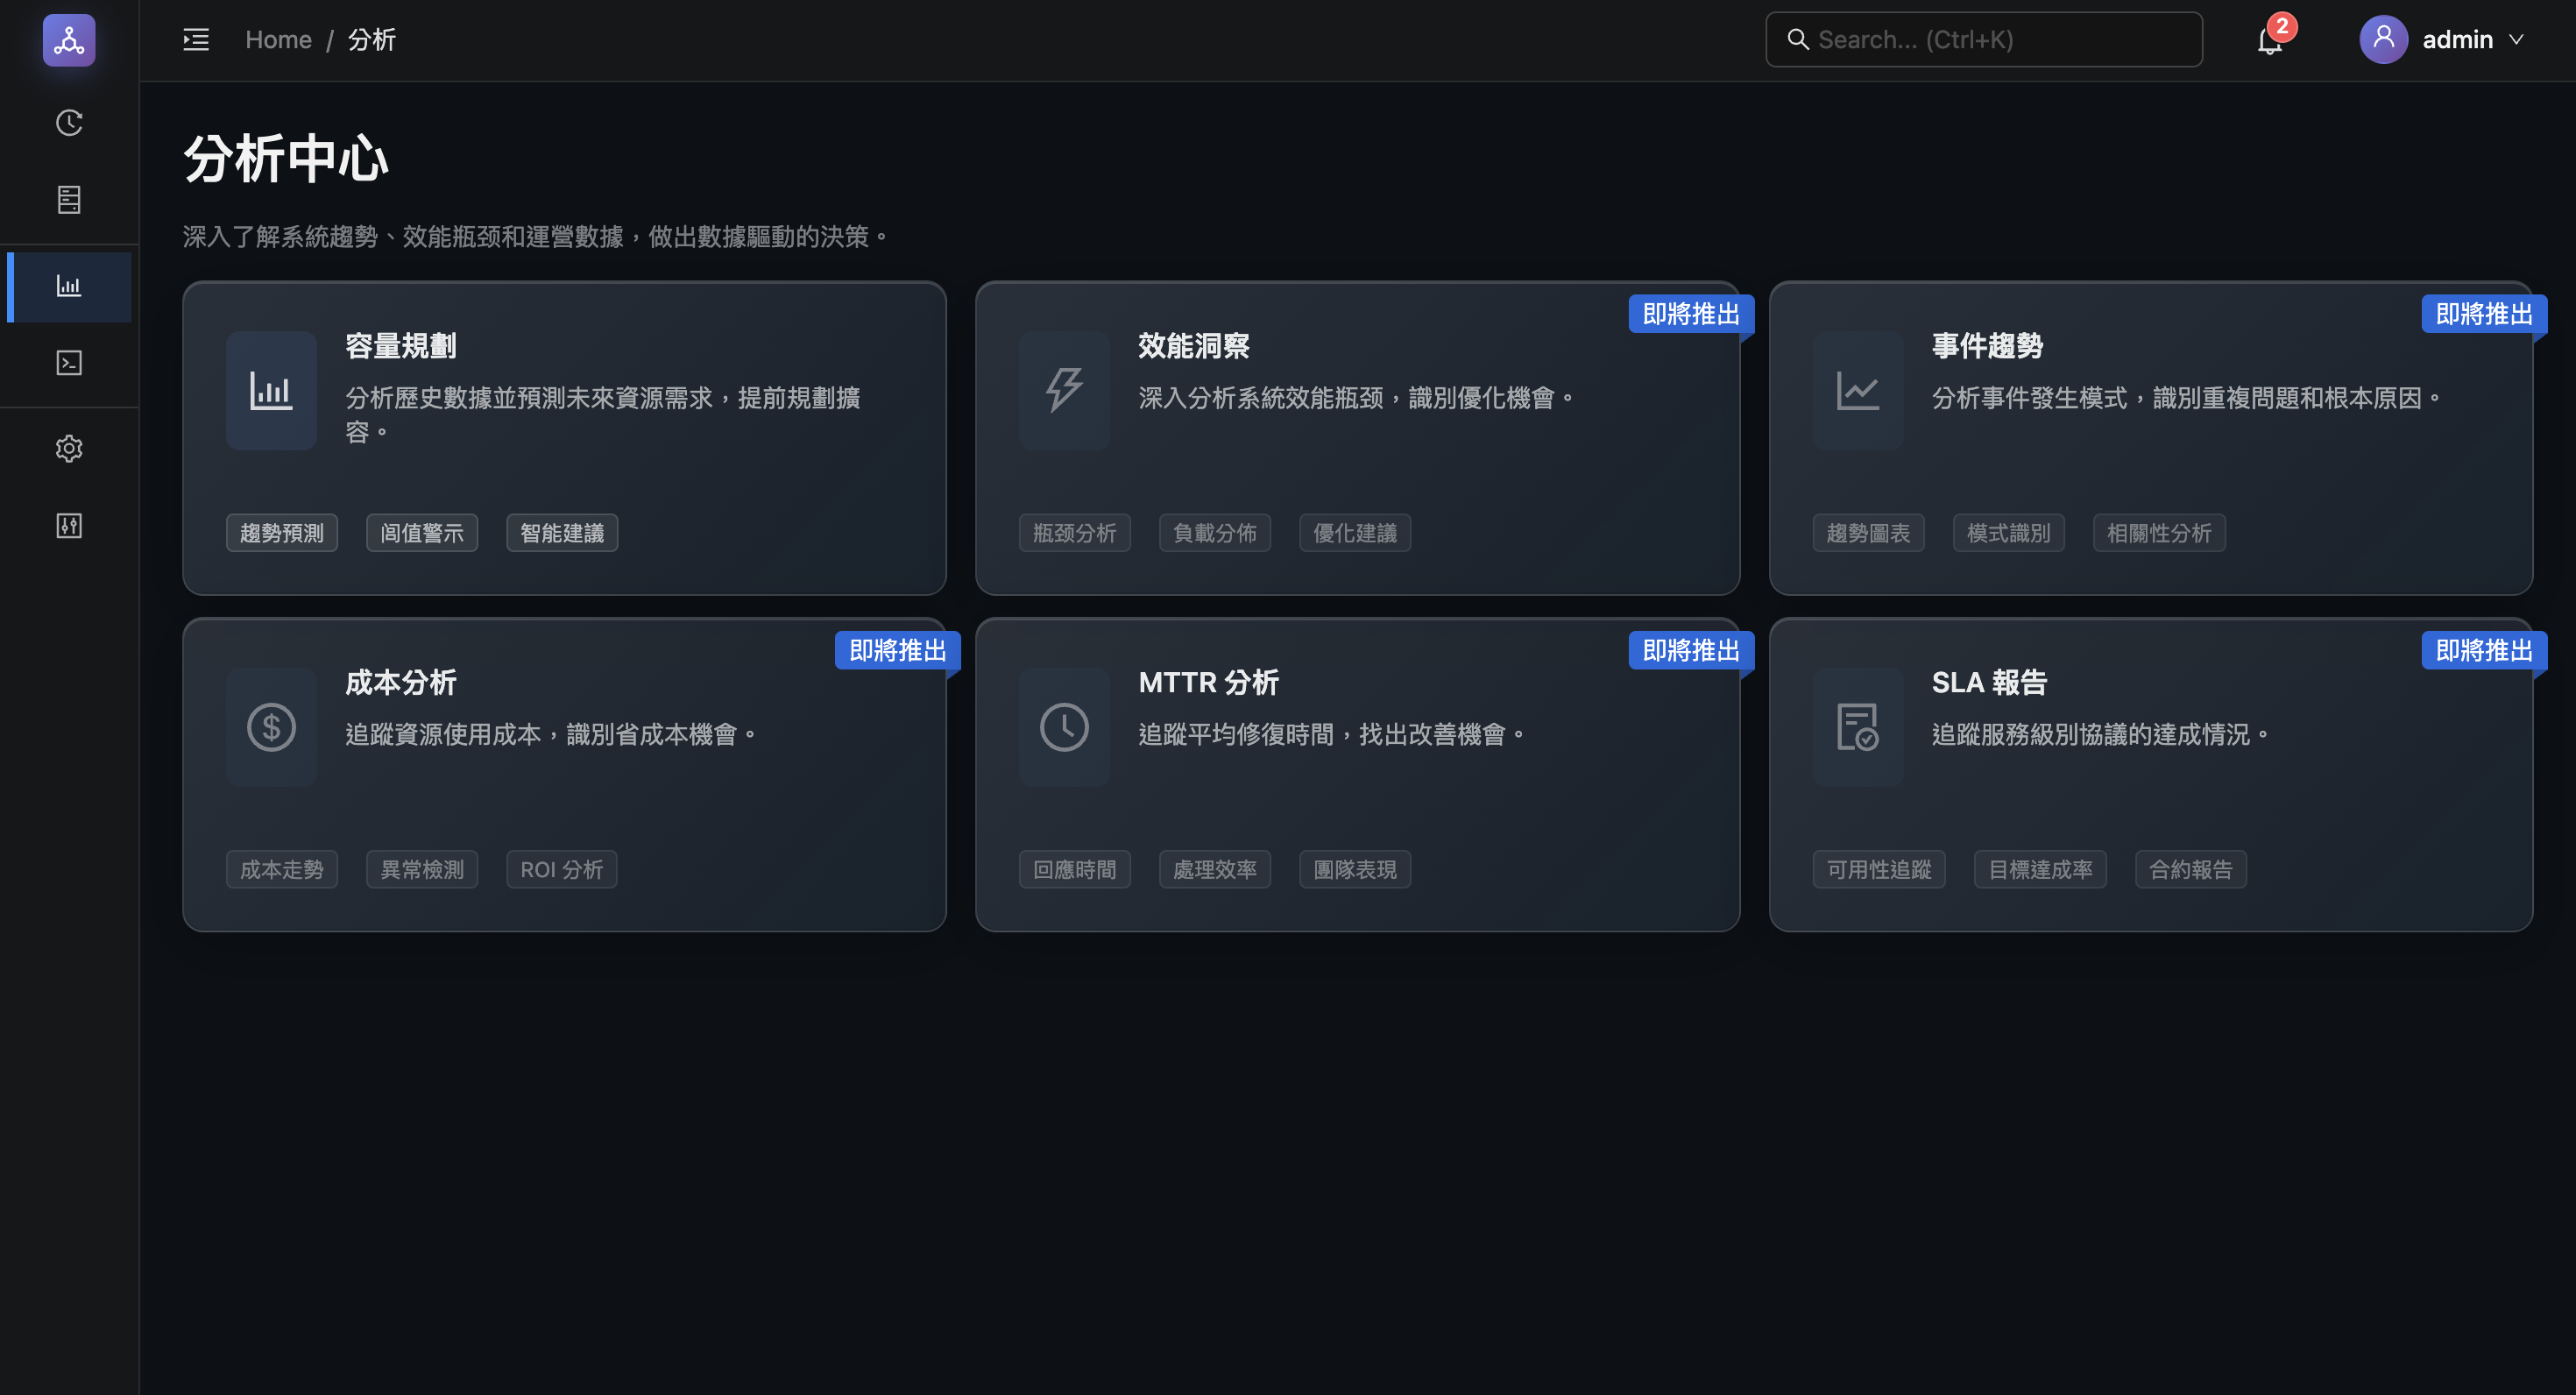 Home / 分析
Search... (Ctrl+K)
2
admin
分析中心
深入了解系統趨勢、效能瓶颈和運營數據，做出數據驅動的決策。
容量規劃
分析歷史數據並預測未來資源需求，提前規劃擴
容。
趨勢預測
闾值警示
智能建議
即將推出
效能洞察
深入分析系統效能瓶颈，識別優化機會。
瓶颈分析
負載分佈
優化建議
即將推出
事件趨勢
分析事件發生模式，識別重複問題和根本原因。
趨勢圖表
模式識別
相關性分析
即將推出
成本分析
追蹤資源使用成本，識別省成本機會。
成本走勢
異常檢測
ROI 分析
即將推出
MTTR 分析
追蹤平均修復時間，找出改善機會。
回應時間
處理效率
團隊表現
即將推出
SLA 報告
追蹤服務級別協議的達成情況。
可用性追蹤
目標達成率
合約報告